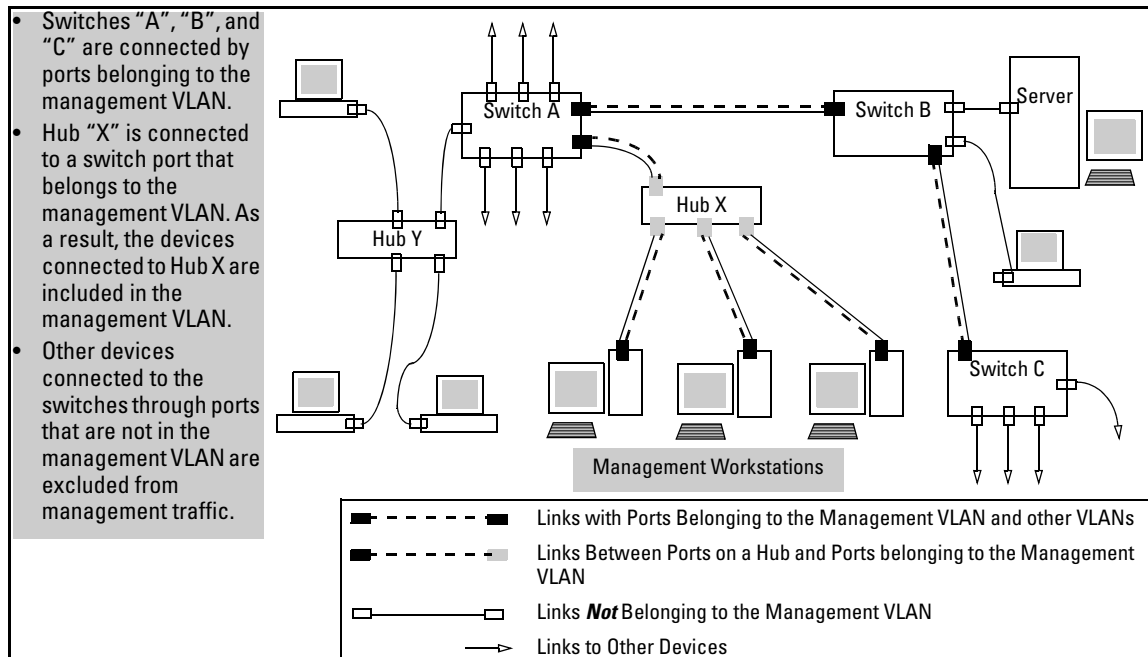 • Switches “A”, “B”, and
“C” are connected by
ports belonging to the
management VLAN.
• Hub “X” is connected
to a switch port that
belongs to the
management VLAN. As
a result, the devices
connected to Hub X are
included in the
management VLAN.
• Other devices
connected to the
switches through ports
that are not in the
management VLAN are
excluded from
management traffic.
Switch A
Switch B
Server
Hub X
Hub Y
Switch C
Management Workstations
Links with Ports Belonging to the Management VLAN and other VLANs
Links Between Ports on a Hub and Ports belonging to the Management
VLAN
Links Not Belonging to the Management VLAN
Links to Other Devices